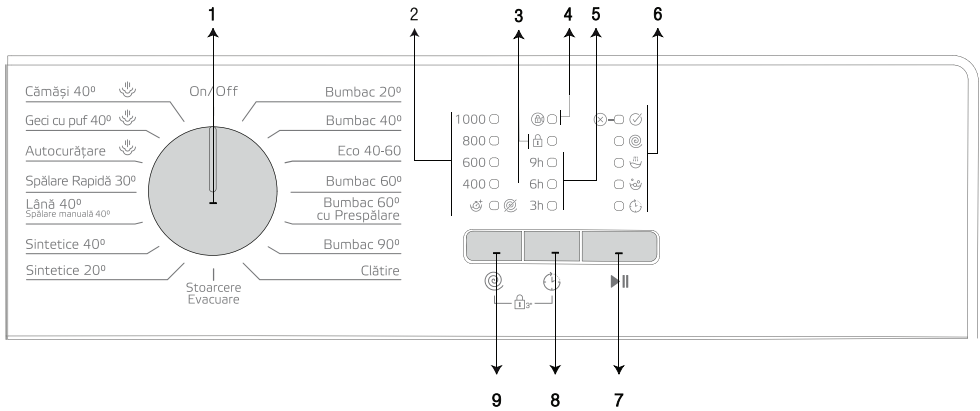 1 2 3 4 5 6
On/Off
Cămăși 40º
Geci cu puf 40º
Autocurățare
Spălare Rapidă 30º
Lână 40º
Spălare manuală 40º
Sintetice 40º
Sintetice 20º
Stoarcere
Evacuare
Bumbac 20º
Bumbac 40º
Eco 40-60
Bumbac 60º
Bumbac 60º
cu Prespălare
Bumbac 90º
Clătire
1000
800
600 9h
400 6h
3h
3"
9 8 7